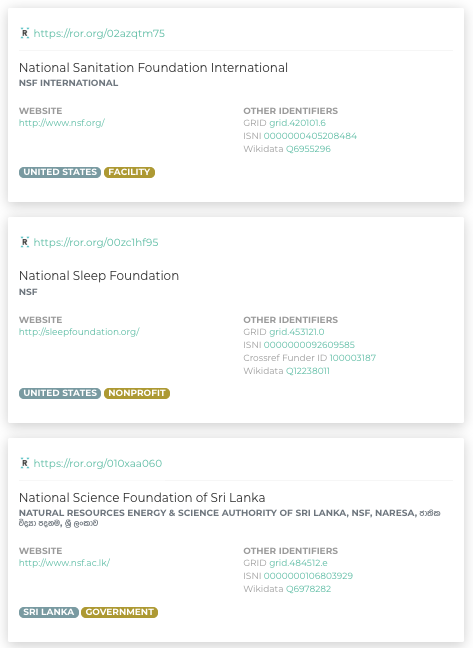 https://ror.org/02azqtm75
National Sanitation Foundation International
NSF INTERNATIONAL
WEBSITE
http://www.nsf.org/
OTHER IDENTIFIERS
GRID grid.420101.6
ISNI 0000000405208484
Wikidata Q6955296
UNITED STATES FACILITY
https://ror.org/00zc1hf95
National Sleep Foundation
NSF
WEBSITE
http://sleepfoundation.org/
OTHER IDENTIFIERS
GRID grid.453121.0
ISNI 0000000092609585
Crossref Funder ID 100003187
Wikidata Q12238011
UNITED STATES NONPROFIT
https://ror.org/010xaa060
National Science Foundation of Sri Lanka
NATURAL RESOURCES ENERGY & SCIENCE AUTHORITY OF SRI LANKA, NSF, NARESA, ජාතික
විද්‍යා පදනම, ශ්‍රී ලංකාව
WEBSITE
http://www.nsf.ac.lk/
OTHER IDENTIFIERS
GRID grid.484512.e
ISNI 0000000106803929
Wikidata Q6978282
SRI LANKA GOVERNMENT